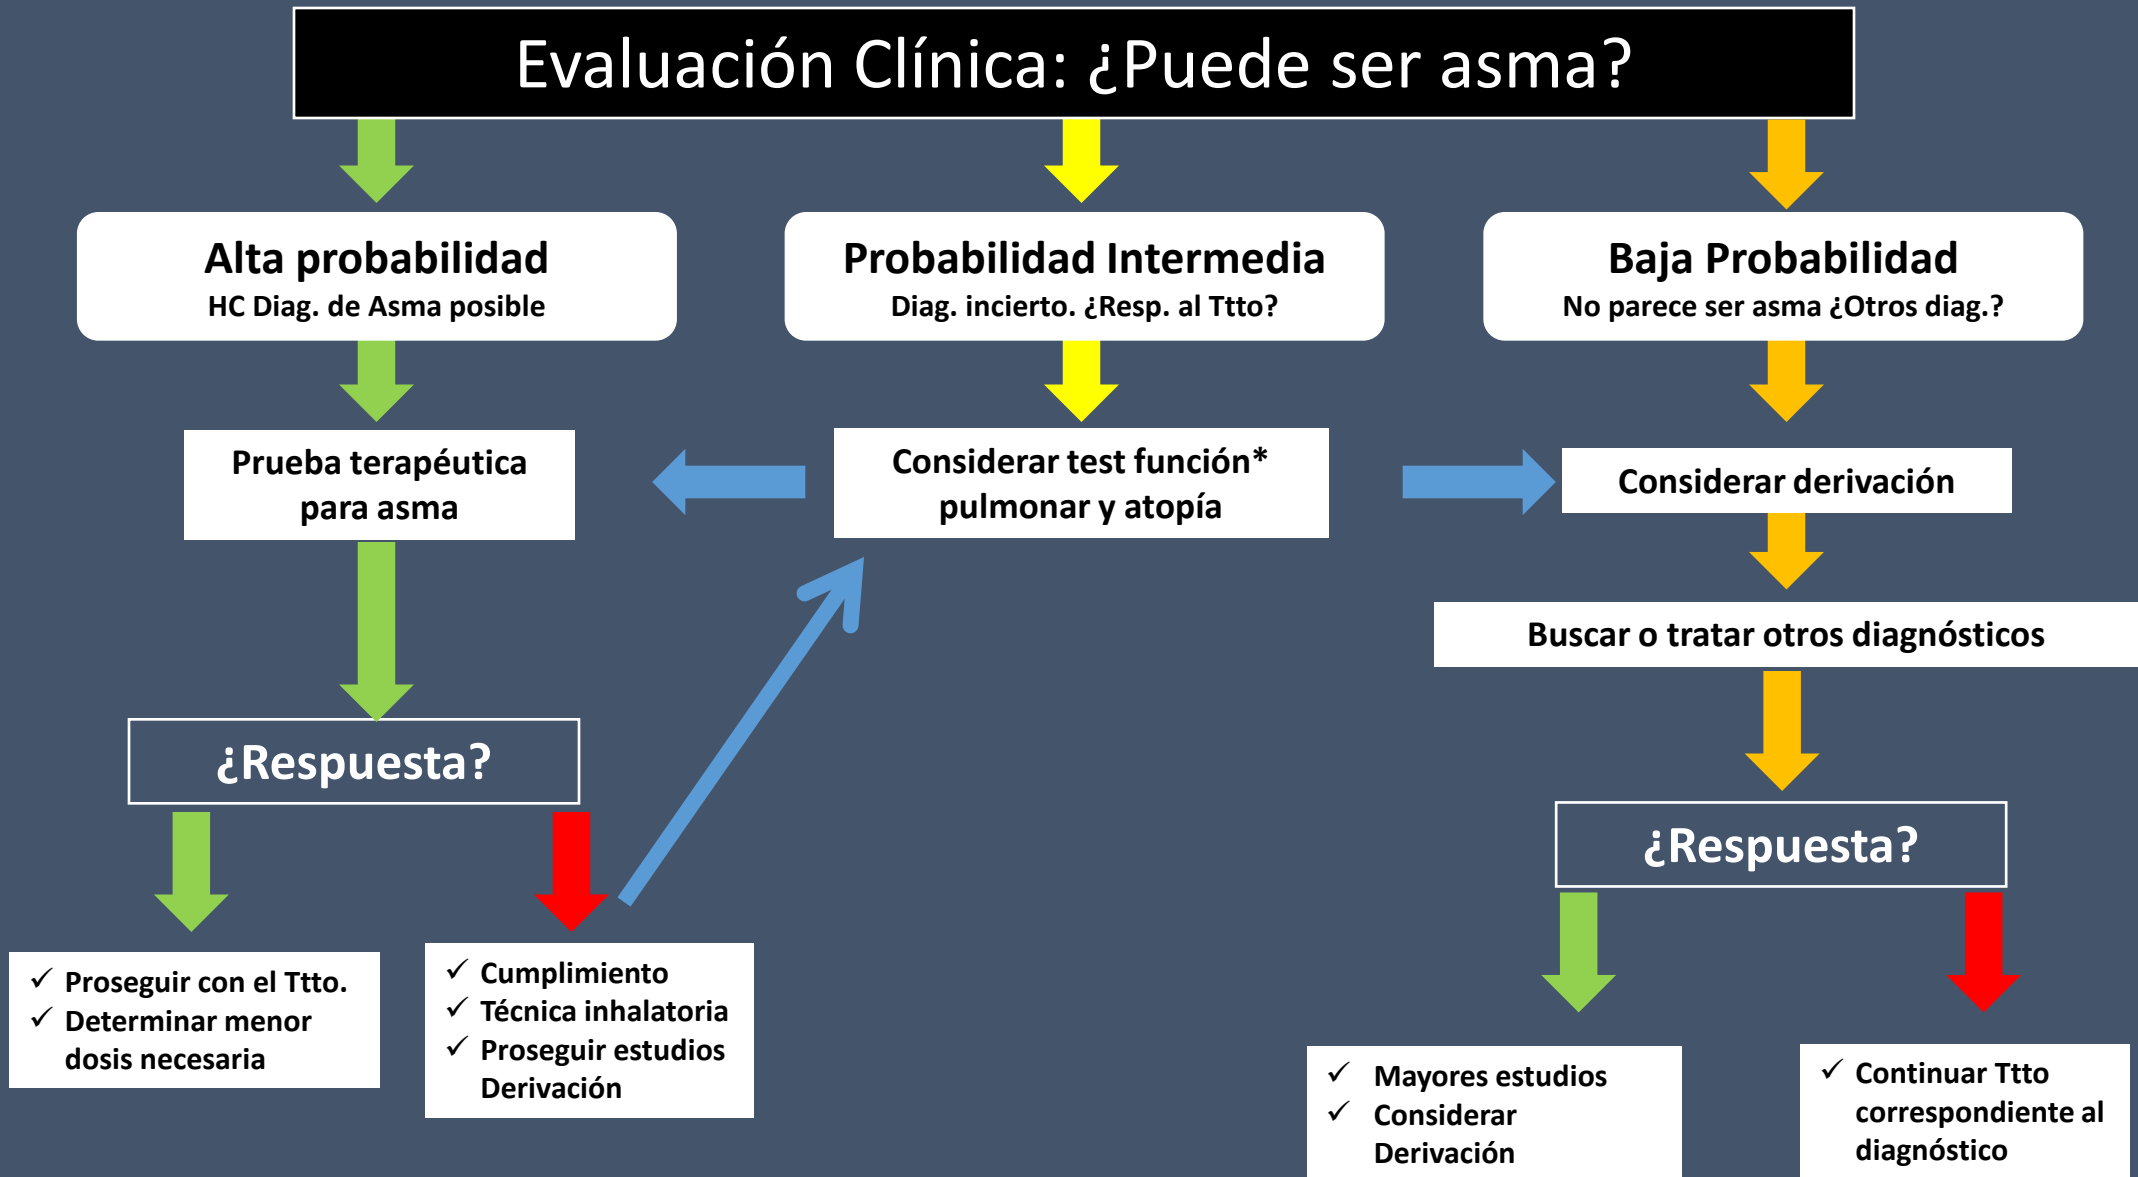 Evaluación Clínica: ¿Puede ser asma?
Alta probabilidad
HC Diag. de Asma posible
Probabilidad Intermedia
Diag. incierto. ¿Resp. al Ttto?
Baja Probabilidad
No parece ser asma ¿Otros diag.?
Prueba terapéutica
para asma
Considerar test función*
pulmonar y atopía
Considerar derivación
Buscar o tratar otros diagnósticos
¿Respuesta?
¿Respuesta?
✓ Proseguir con el Ttto.
✓ Determinar menor
dosis necesaria
✓ Cumplimiento
✓ Técnica inhalatoria
✓ Proseguir estudios
Derivación
✓ Mayores estudios
✓ Considerar
Derivación
✓ Continuar Ttto
correspondiente al
diagnóstico